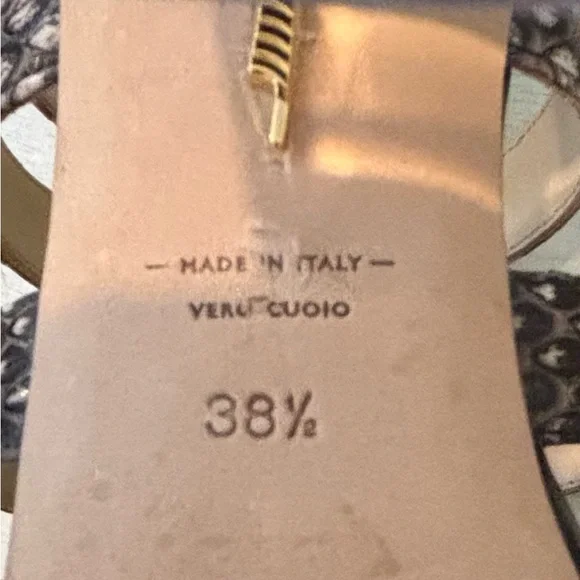 — MADE IN ITALY —
VERO CUOIO
38½